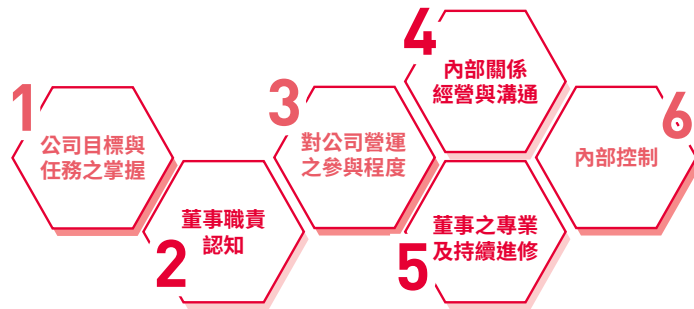 1
公司目標與
任務之掌握
2
董事職責
認知
3
對公司營運
之參與程度
4
內部關係
經營與溝通
5
董事之專業
及持續進修
6
內部控制